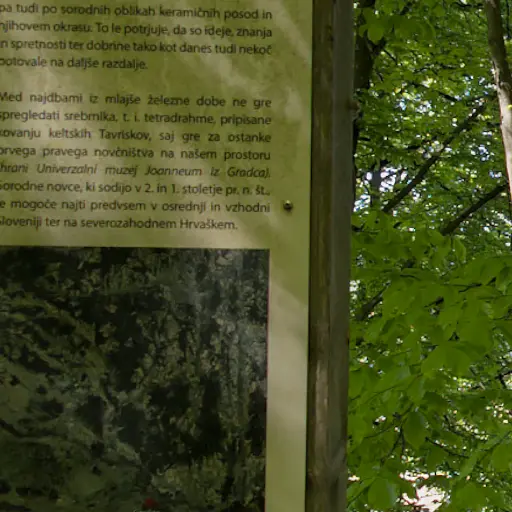 pa tudi po sorodnih oblikah keramičnih posod in
njihovem okrasu. To le potrjuje, da so ideje, znanja
in spretnosti ter dobrine tako kot danes tudi nekoč
potovale na daljše razdalje.
Med najdbami iz mlajše železne dobe ne gre
spregledati srebrnika, t. i. tetradrahme, pripisane
kovanju keltskih Tavriskov, saj gre za ostanke
prvega pravega novčništva na našem prostoru
(hrani Univerzalni muzej Joanneum iz Gradca).
Sorodne novce, ki sodijo v 2. in 1. stoletje pr. n. št.,
je mogoče najti predvsem v osrednji in vzhodni
Sloveniji ter na severozahodnem Hrvaškem.